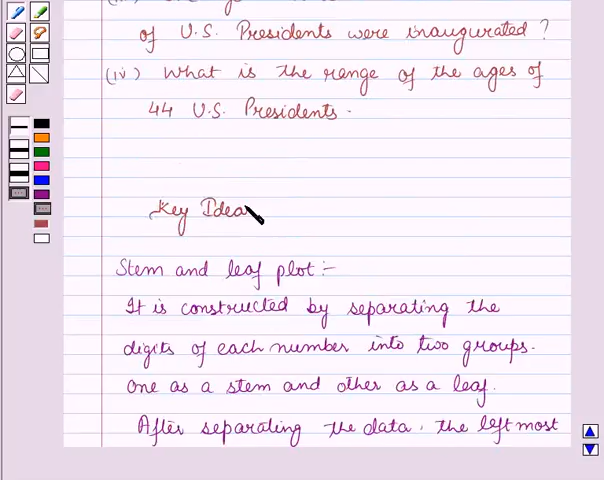 of U.S. Presidents were inaugurated?
(iv) What is the range of the ages of
44 U.S. Presidents.
Key Idea
Stem and leaf plot :-
It is constructed by separating the
digits of each number into two groups.
One as a stem and other as a leaf.
After separating the data, the left most